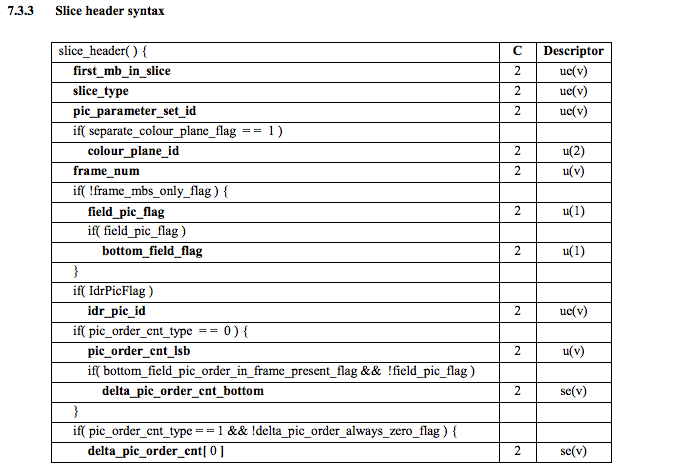 7.3.3 Slice header syntax
slice_header( ) { C Descriptor
first_mb_in_slice 2 ue(v)
slice_type 2 ue(v)
pic_parameter_set_id 2 ue(v)
if( separate_colour_plane_flag = = 1 )
colour_plane_id 2 u(2)
frame_num 2 u(v)
if( !frame_mbs_only_flag ) {
field_pic_flag 2 u(1)
if( field_pic_flag )
bottom_field_flag 2 u(1)
}
if( IdrPicFlag )
idr_pic_id 2 ue(v)
if( pic_order_cnt_type = = 0 ) {
pic_order_cnt_lsb 2 u(v)
if( bottom_field_pic_order_in_frame_present_flag && !field_pic_flag )
delta_pic_order_cnt_bottom 2 se(v)
}
if( pic_order_cnt_type = = 1 && !delta_pic_order_always_zero_flag ) {
delta_pic_order_cnt[ 0 ] 2 se(v)